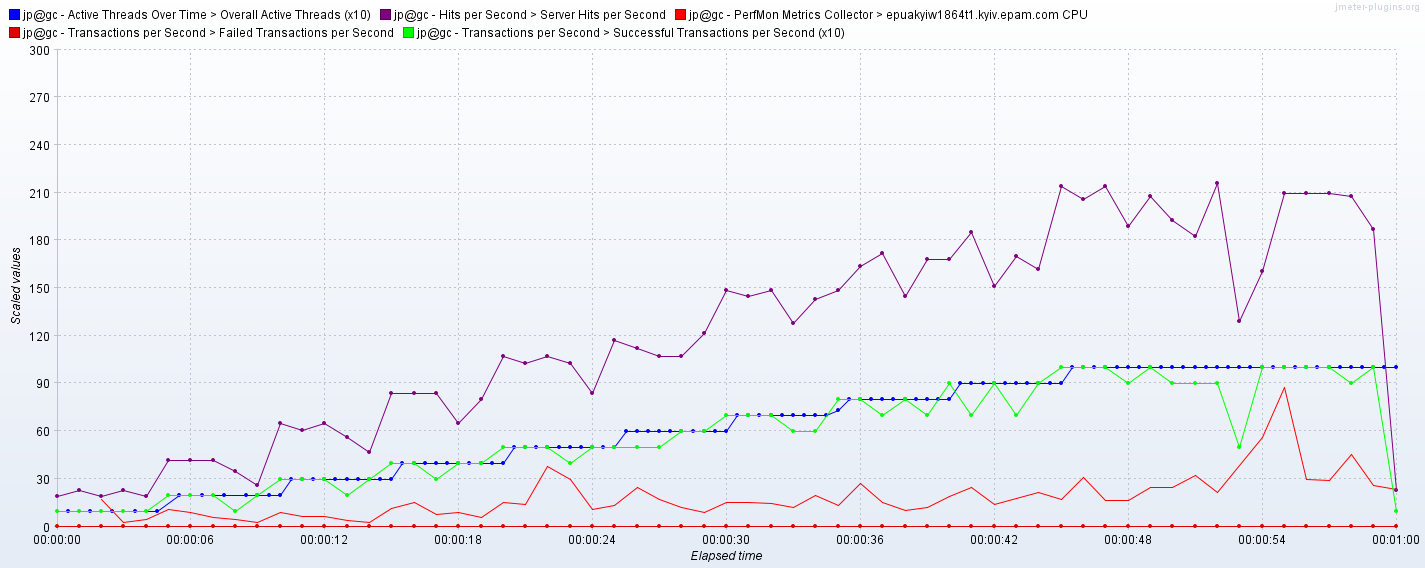 jmeter-plugins.org
jp@gc - Active Threads Over Time > Overall Active Threads (x10) jp@gc - Hits per Second > Server Hits per Second jp@gc - PerfMon Metrics Collector > epuakyiw1864t1.kyiv.epam.com CPU
jp@gc - Transactions per Second > Failed Transactions per Second jp@gc - Transactions per Second > Successful Transactions per Second (x10)
300
270
240
210
180
150
120
90
60
30
0
Scaled values
00:00:00 00:00:06 00:00:12 00:00:18 00:00:24 00:00:30 00:00:36 00:00:42 00:00:48 00:00:54 00:01:00
Elapsed time